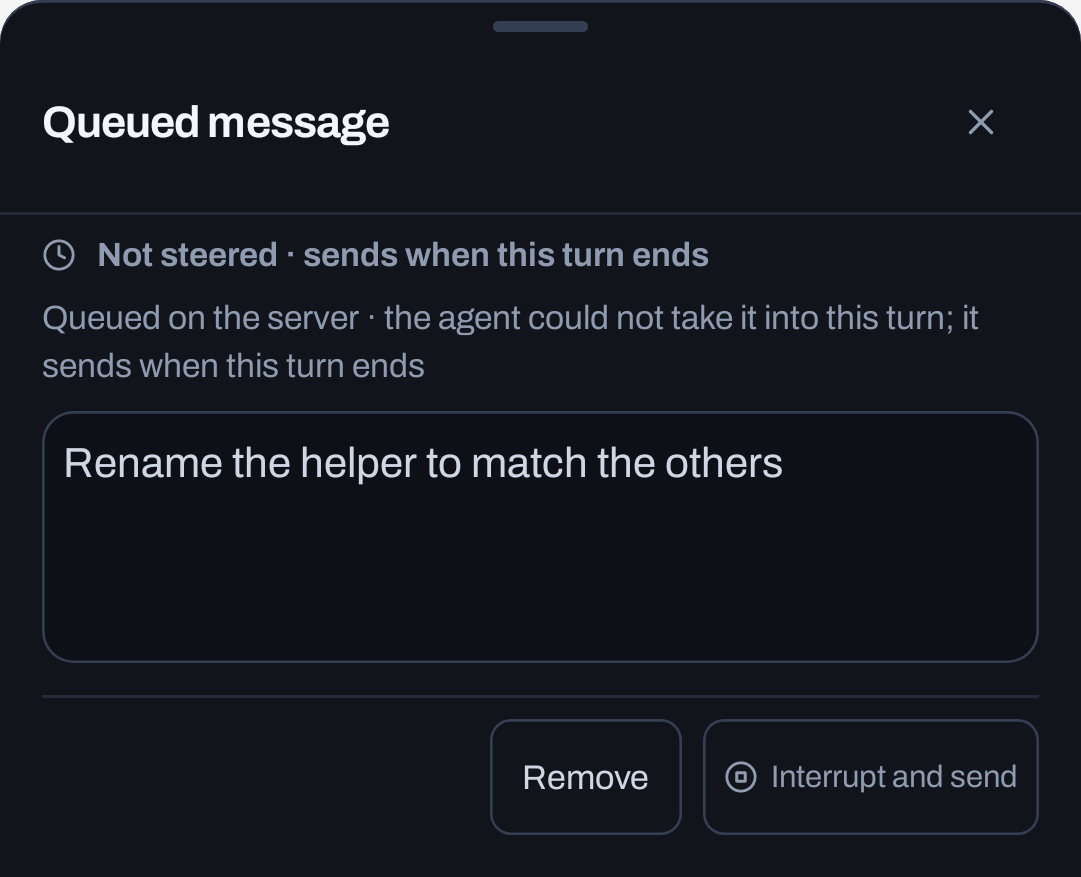 Queued message
Not steered · sends when this turn ends
Queued on the server · the agent could not take it into this turn; it
sends when this turn ends
Rename the helper to match the others
Remove
Interrupt and send